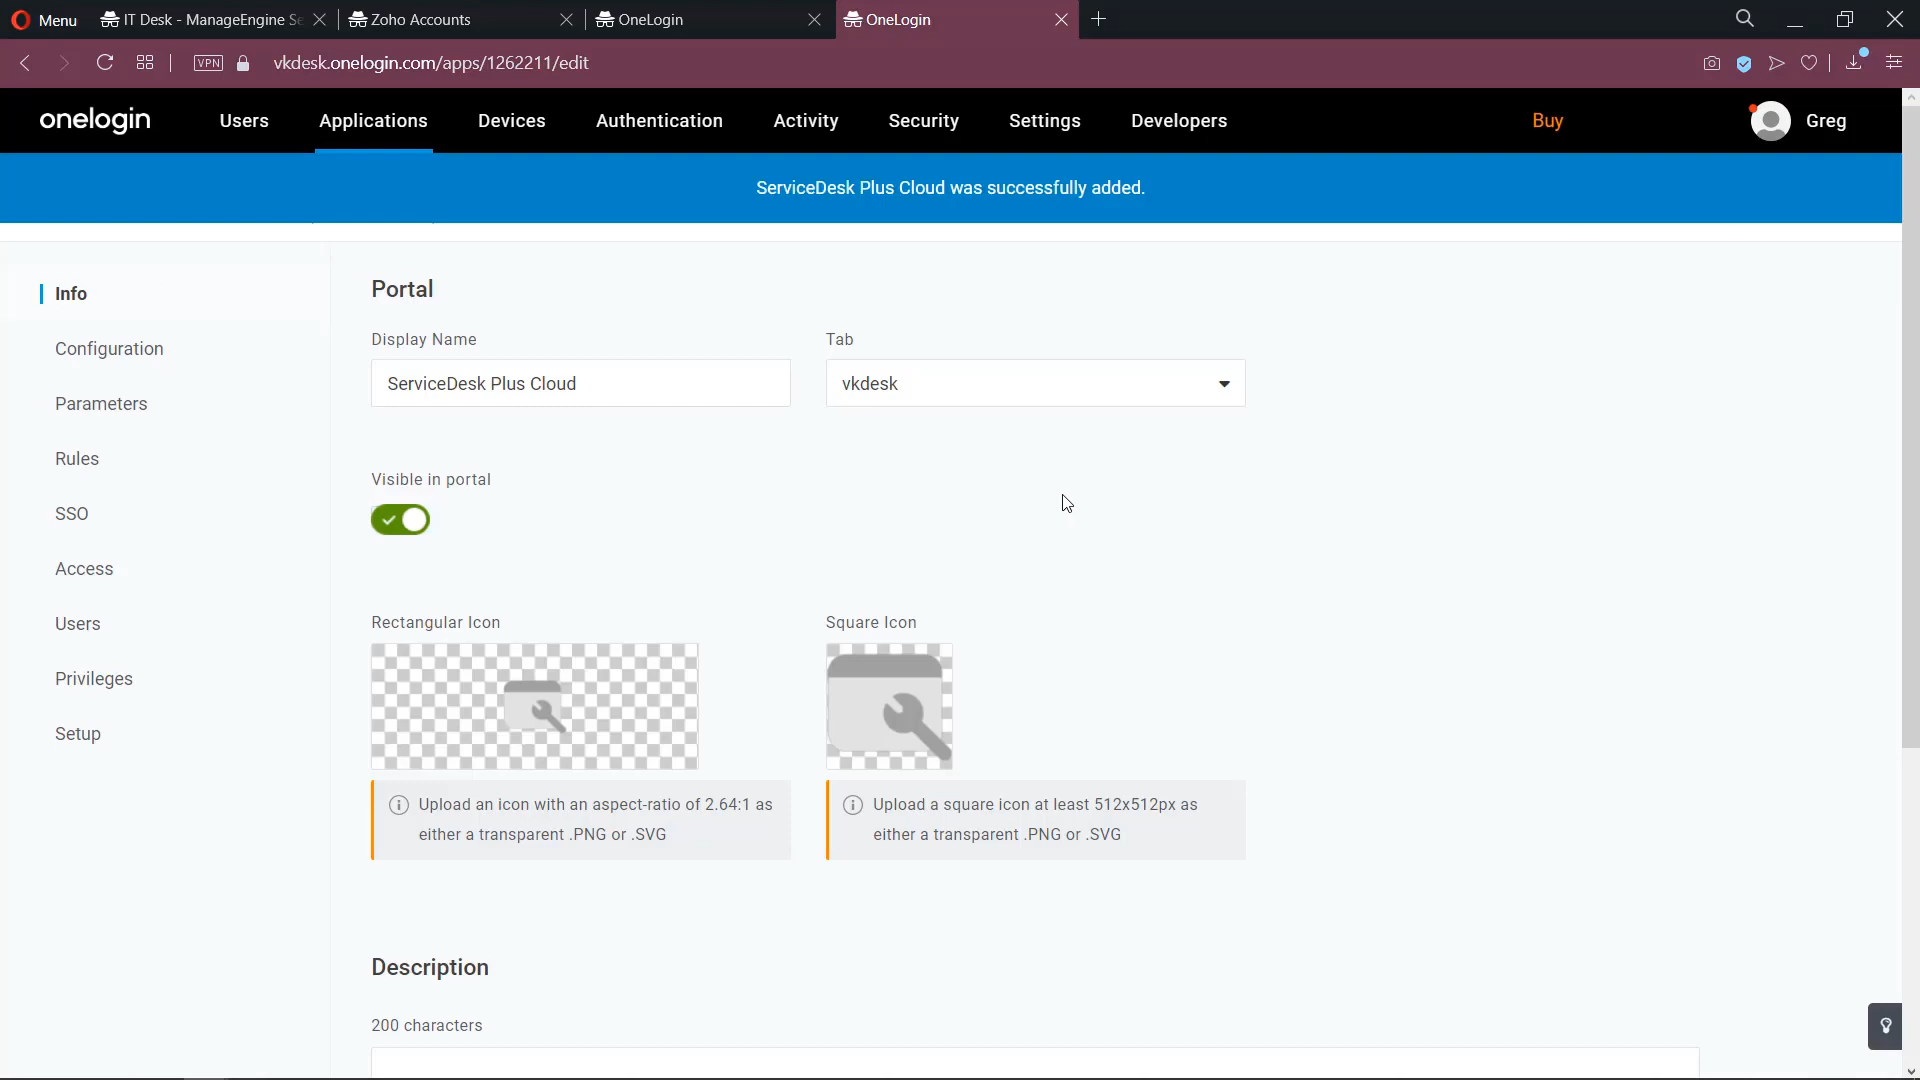 Menu
IT Desk - ManageEngine Se
Zoho Accounts
OneLogin
OneLogin
VPN
vkdesk.onelogin.com/apps/1262211/edit
onelogin
Users
Applications
Devices
Authentication
Activity
Security
Settings
Developers
Buy
Greg
ServiceDesk Plus Cloud was successfully added.
Info
Configuration
Parameters
Rules
SSO
Access
Users
Privileges
Setup
Portal
Display Name
Tab
ServiceDesk Plus Cloud
vkdesk
Visible in portal
Rectangular Icon
Square Icon
Upload an icon with an aspect-ratio of 2.64:1 as
either a transparent .PNG or .SVG
Upload a square icon at least 512x512px as
either a transparent .PNG or .SVG
Description
200 characters